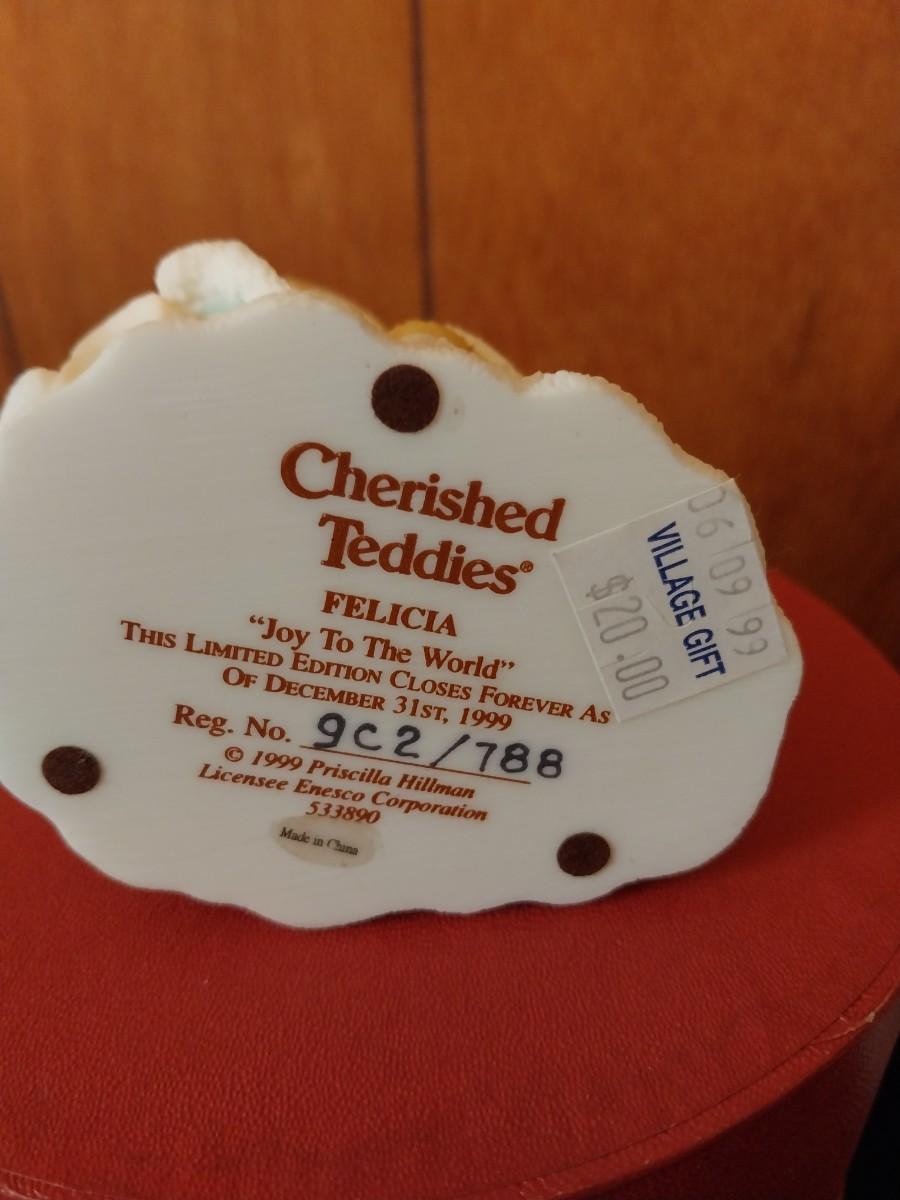 Cherished
Teddies®
FELICIA
"Joy To The World"
THIS LIMITED EDITION CLOSES FOREVER AS
OF DECEMBER 31ST, 1999
Reg. No. 9C2/788
© 1999 Priscilla Hillman
Licensee Enesco Corporation
533890
Made in China
06 09 99
VILLAGE GIFT
$20.00